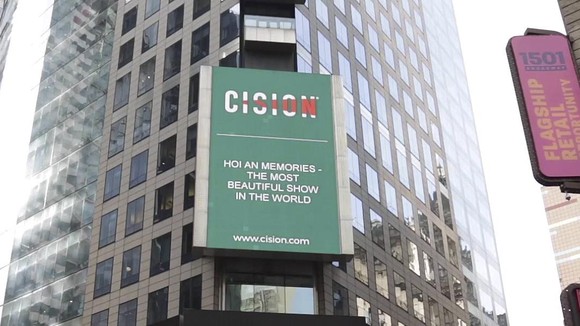 CISION
HOI AN MEMORIES -
THE MOST
BEAUTIFUL SHOW
IN THE WORLD
www.cision.com
1501
FLAGSHIP
RETAIL
OPPORTUNITY